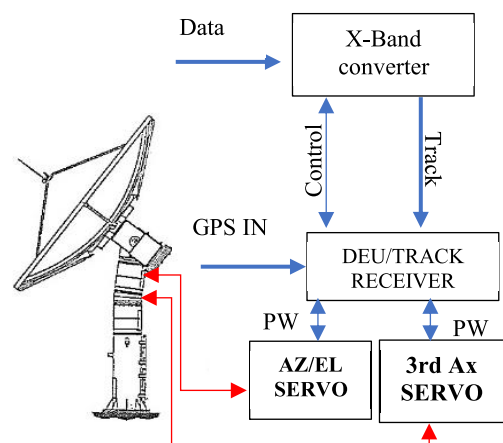 Data
X-Band
converter
Control
Track
GPS IN
DEU/TRACK
RECEIVER
PW
PW
AZ/EL
SERVO
3rd Ax
SERVO